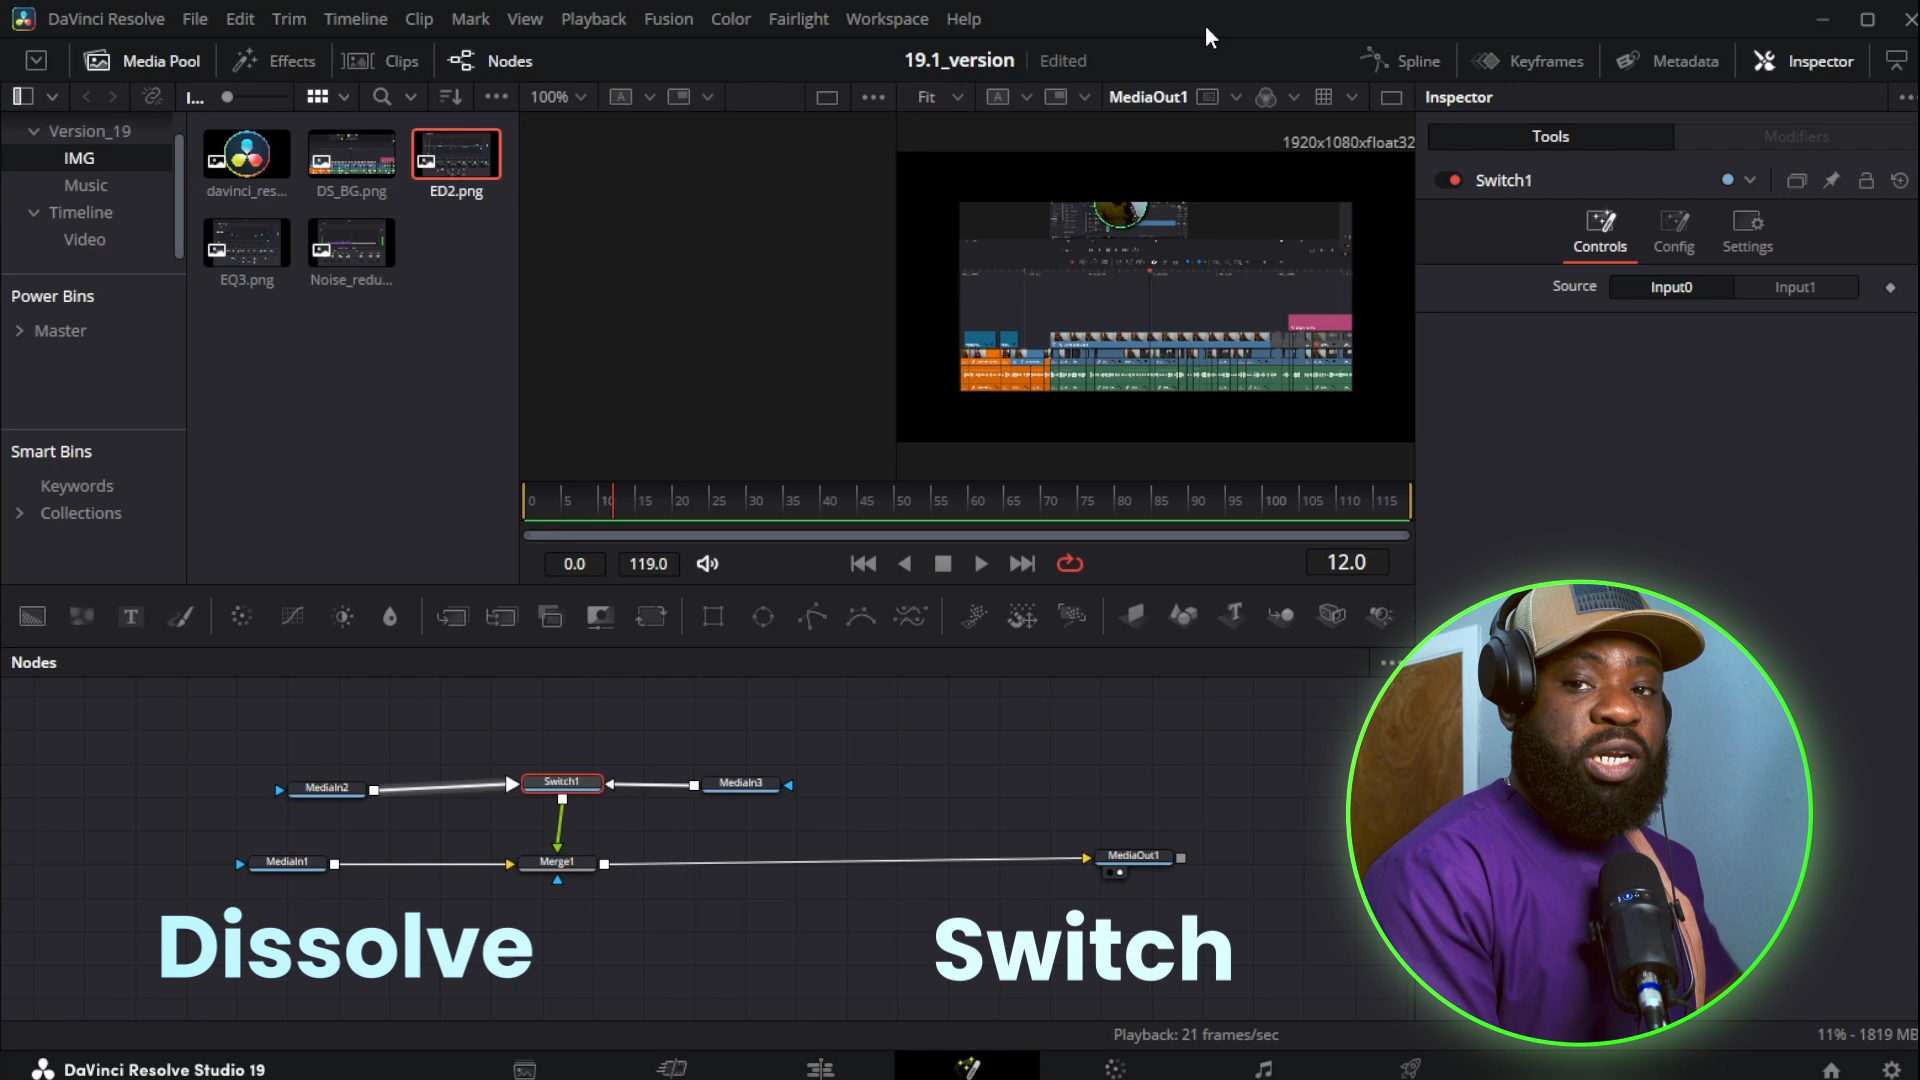 DaVinci Resolve File Edit Trim Timeline Clip Mark View Playback Fusion Color Fairlight Workspace Help
Media Pool Effects Clips Nodes 19.1_version Edited Spline Keyframes Metadata Inspector
I... 100% A Fit A MediaOut1 Inspector
Version_19
IMG
Music
Timeline
Video
Power Bins
Master
Smart Bins
Keywords
Collections
davinci_res... DS_BG.png ED2.png
EQ3.png Noise_redu...
1920x1080xfloat32
Tools Modifiers
Switch1
Controls Config Settings
Source Input0 Input1
0 5 10 15 20 25 30 35 40 45 50 55 60 65 70 75 80 85 90 95 100 105 110 115
0.0 119.0 12.0
T T
Nodes
MediaIn2 Switch1 MediaIn3
MediaIn1 Merge1 MediaOut1
Dissolve Switch
Playback: 21 frames/sec 11% - 1819 MB
DaVinci Resolve Studio 19